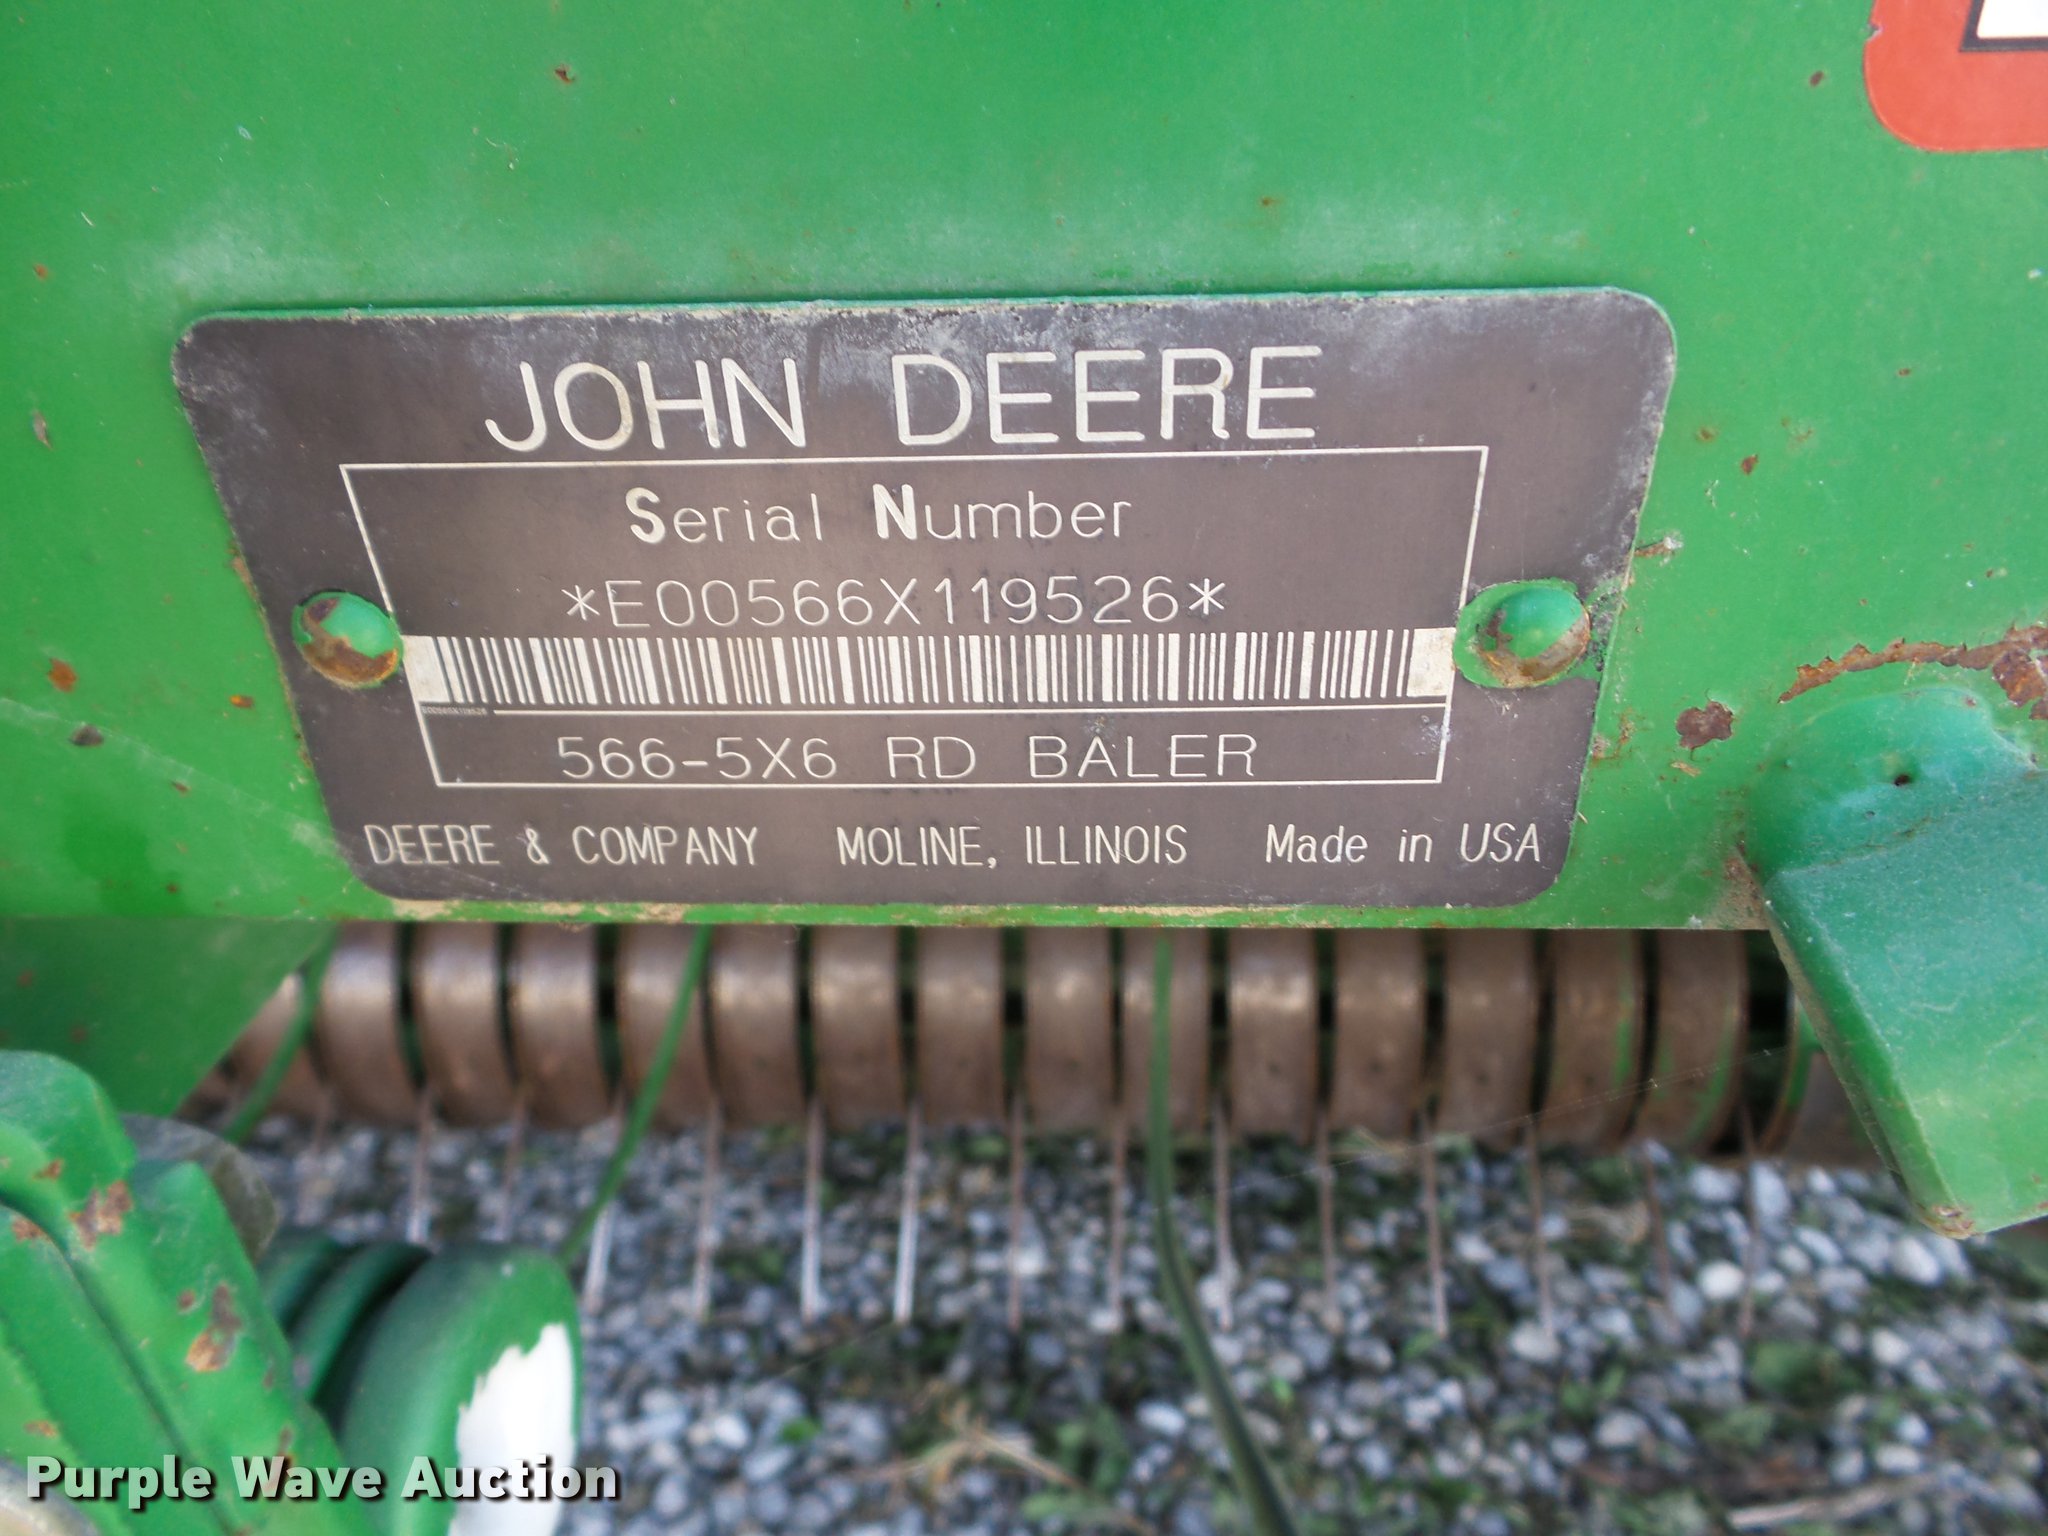 JOHN DEERE
Serial Number
*E00566X119526*
E00566X119526
566-5X6 RD BALER
DEERE & COMPANY MOLINE, ILLINOIS Made in USA
Purple Wave Auction